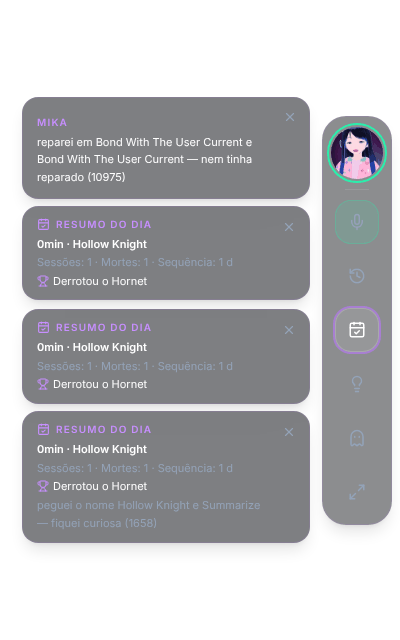 MIKA
reparei em Bond With The User Current e
Bond With The User Current — nem tinha
reparado (10975)
RESUMO DO DIA
0min · Hollow Knight
Sessões: 1 · Mortes: 1 · Sequência: 1 d
Derrotou o Hornet
RESUMO DO DIA
0min · Hollow Knight
Sessões: 1 · Mortes: 1 · Sequência: 1 d
Derrotou o Hornet
RESUMO DO DIA
0min · Hollow Knight
Sessões: 1 · Mortes: 1 · Sequência: 1 d
Derrotou o Hornet
peguei o nome Hollow Knight e Summarize
— fiquei curiosa (1658)